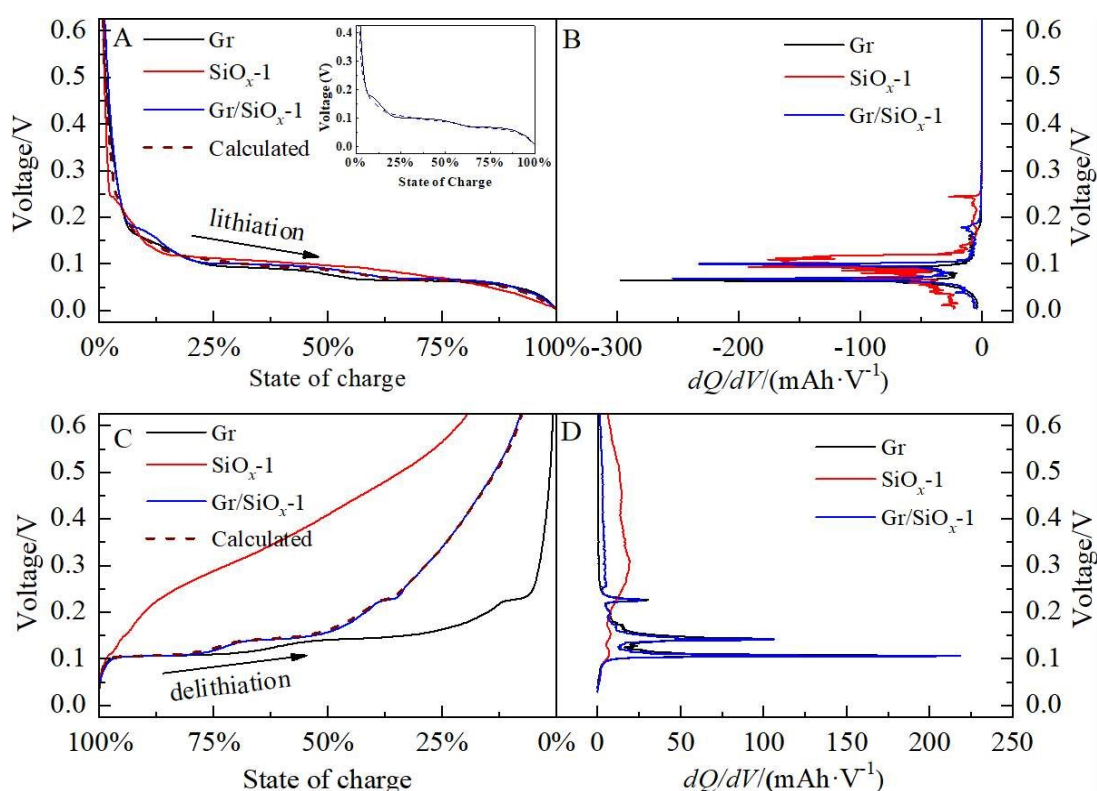 A
Gr
SiOx-1
Gr/SiOx-1
Calculated
lithiation
Voltage/V
0.6
0.5
0.4
0.3
0.2
0.1
0.0
0% 25% 50% 75% 100%
State of charge
Voltage (V)
0.4
0.3
0.2
0.1
0.0
0% 25% 50% 75% 100%
State of Charge
B
Gr
SiOx-1
Gr/SiOx-1
0.6
0.5
0.4
0.3
0.2
0.1
0.0
Voltage/V
-300 -200 -100 0
dQ/dV/(mAh·V-1)
C
Gr
SiOx-1
Gr/SiOx-1
Calculated
delithiation
Voltage/V
0.6
0.5
0.4
0.3
0.2
0.1
0.0
100% 75% 50% 25% 0%
State of charge
D
Gr
SiOx-1
Gr/SiOx-1
0.6
0.5
0.4
0.3
0.2
0.1
0.0
Voltage/V
0 50 100 150 200 250
dQ/dV/(mAh·V-1)